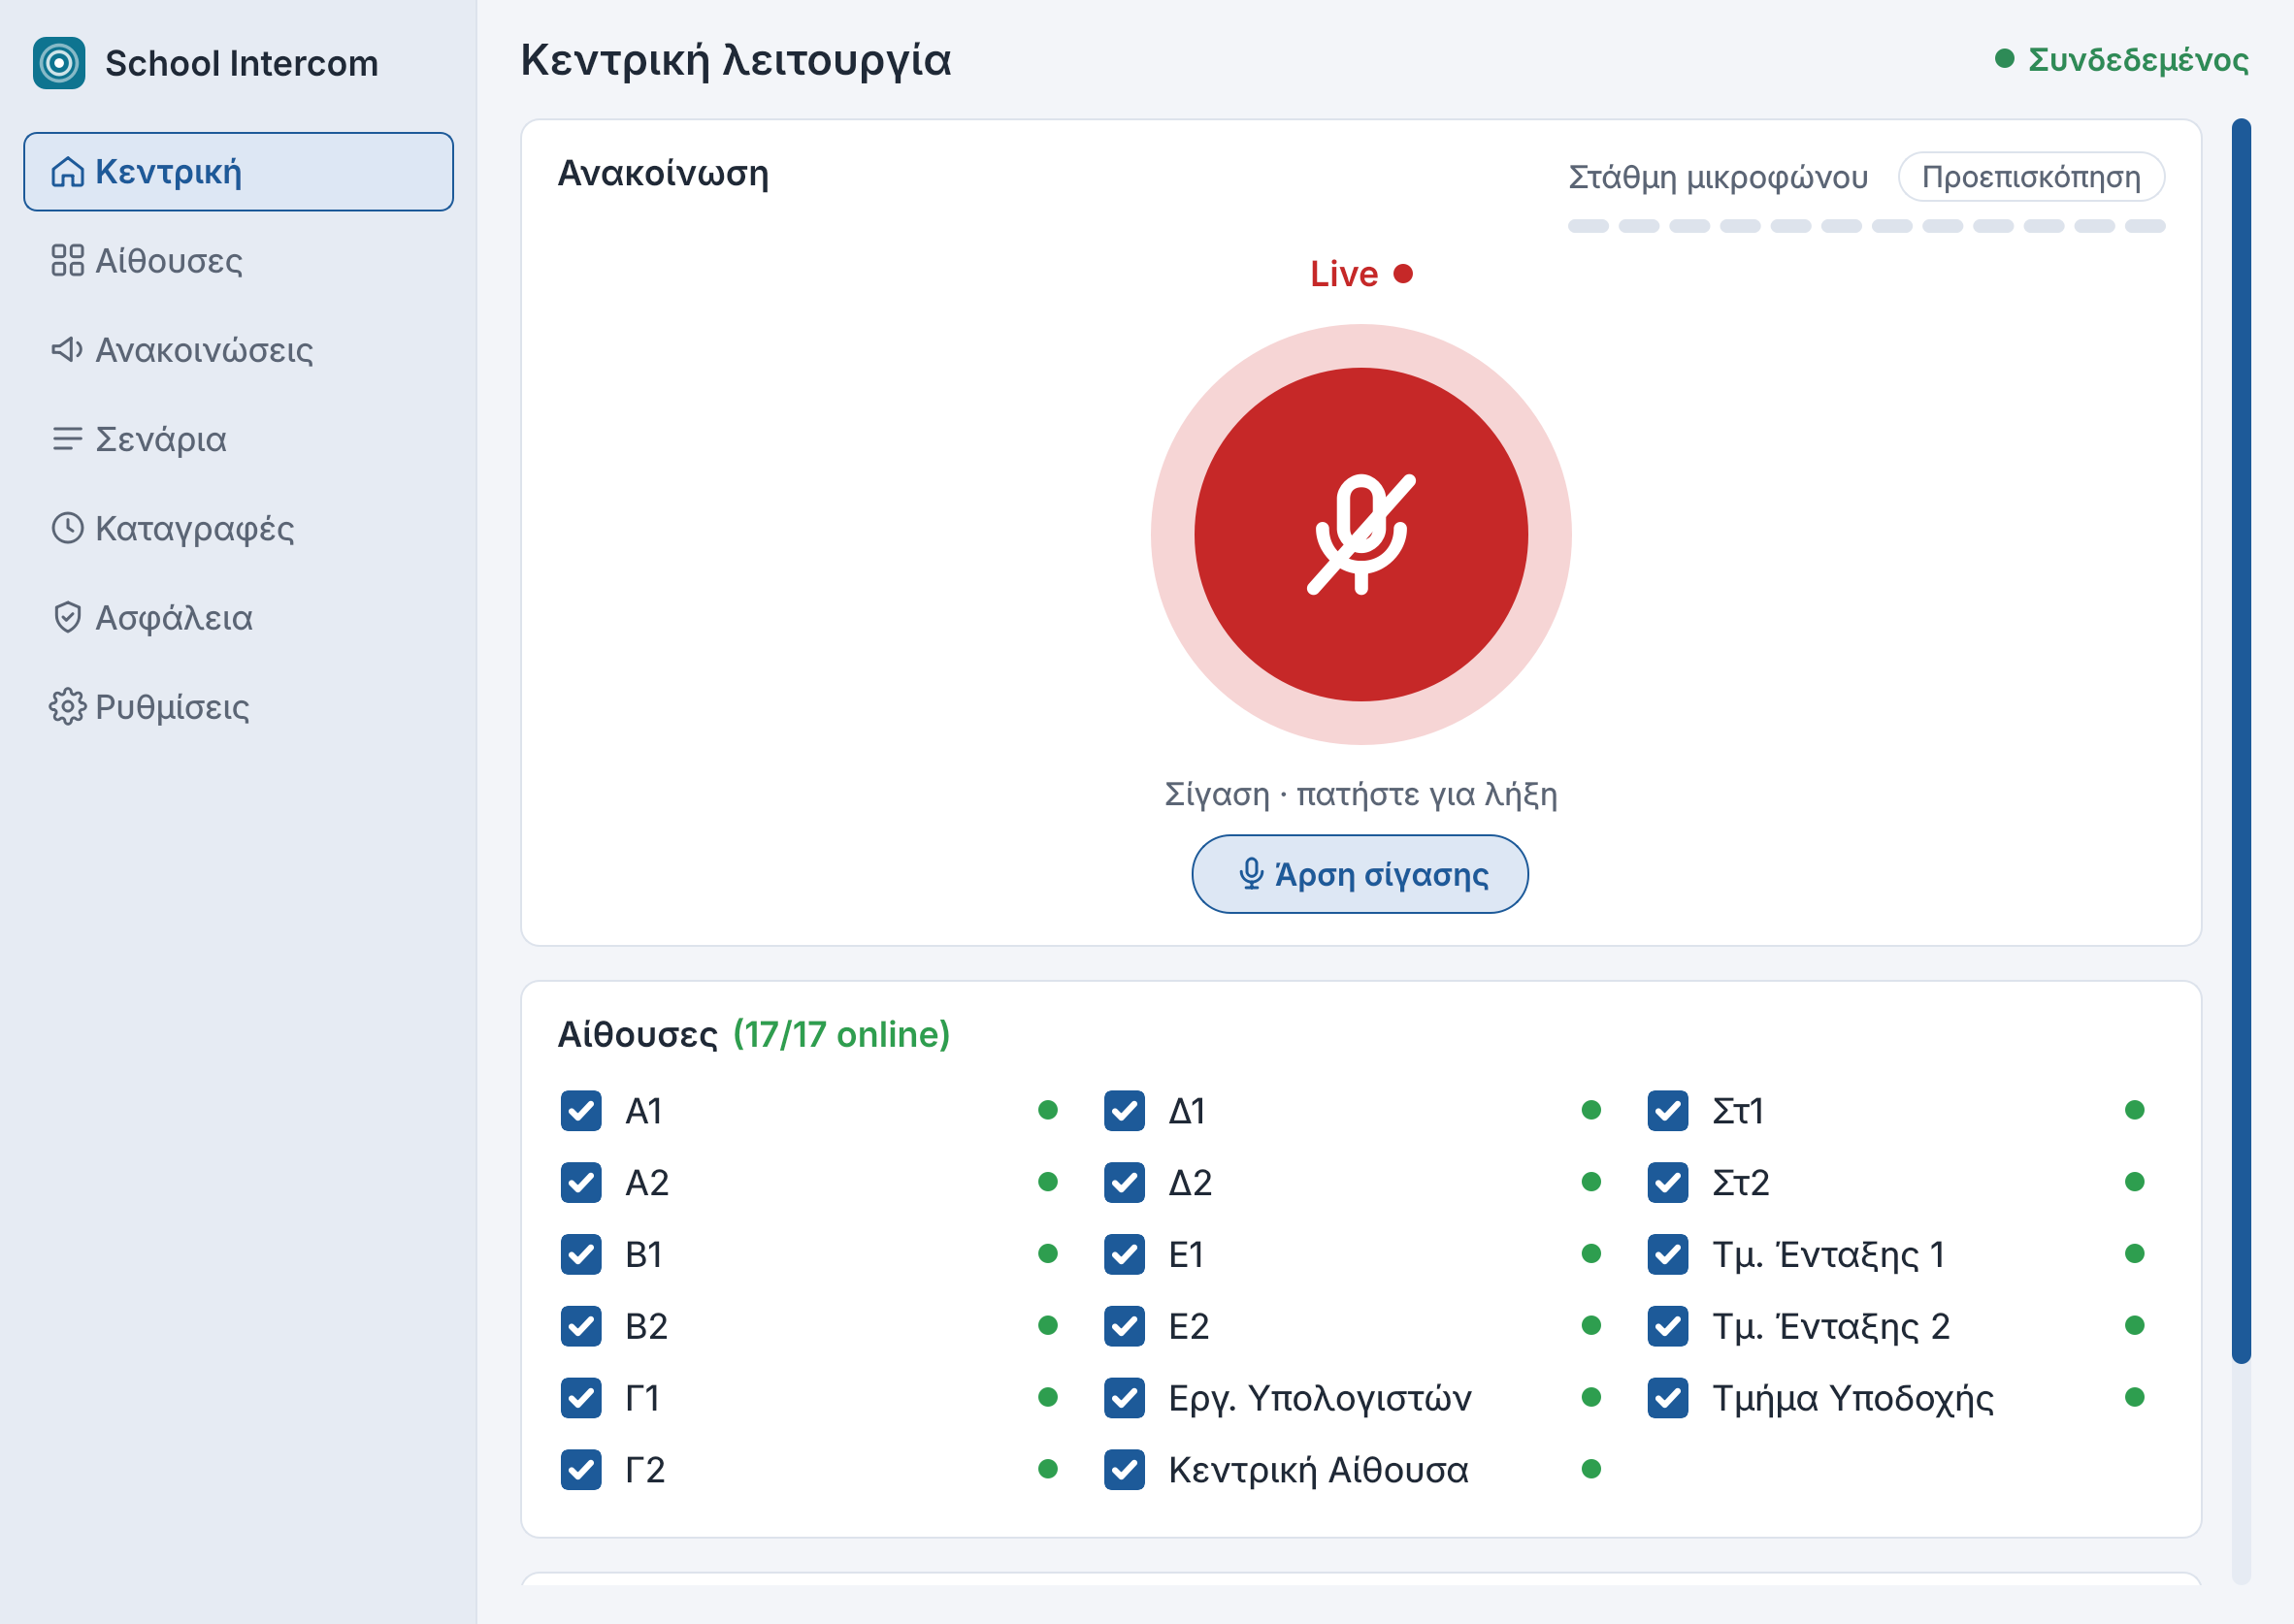 School Intercom
Κεντρική
Αίθουσες
Ανακοινώσεις
Σενάρια
Καταγραφές
Ασφάλεια
Ρυθμίσεις
Κεντρική λειτουργία
Συνδεδεμένος
Ανακοίνωση
Στάθμη μικροφώνου
Προεπισκόπηση
Live
Σίγαση · πατήστε για λήξη
Άρση σίγασης
Αίθουσες (17/17 online)
Α1
Α2
Β1
Β2
Γ1
Γ2
Δ1
Δ2
Ε1
Ε2
Εργ. Υπολογιστών
Κεντρική Αίθουσα
Στ1
Στ2
Τμ. Ένταξης 1
Τμ. Ένταξης 2
Τμήμα Υποδοχής